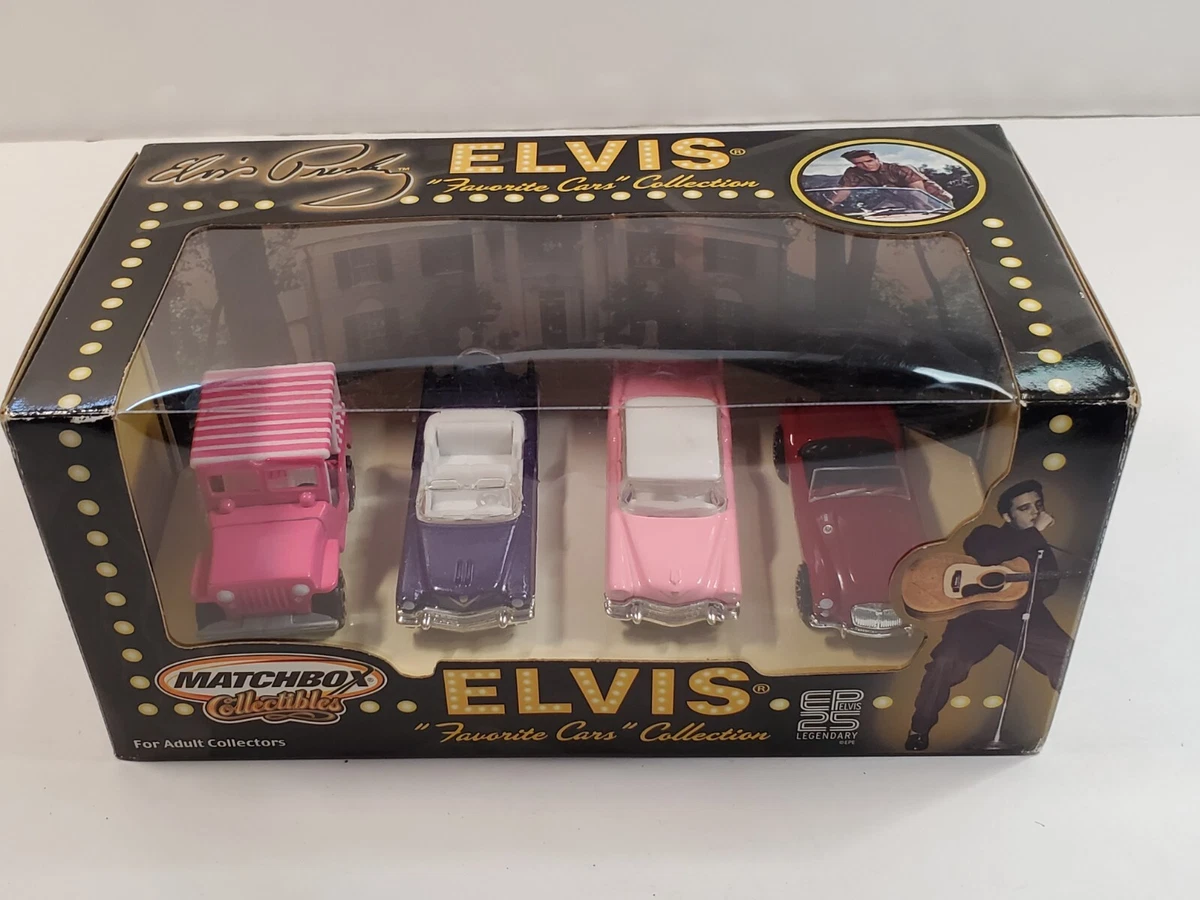 Elvis Presley
ELVIS®
"Favorite Cars" Collection
MATCHBOX
Collectibles
For Adult Collectors
ELVIS®
"Favorite Cars" Collection
EP
ELVIS
25
LEGENDARY
©EPE